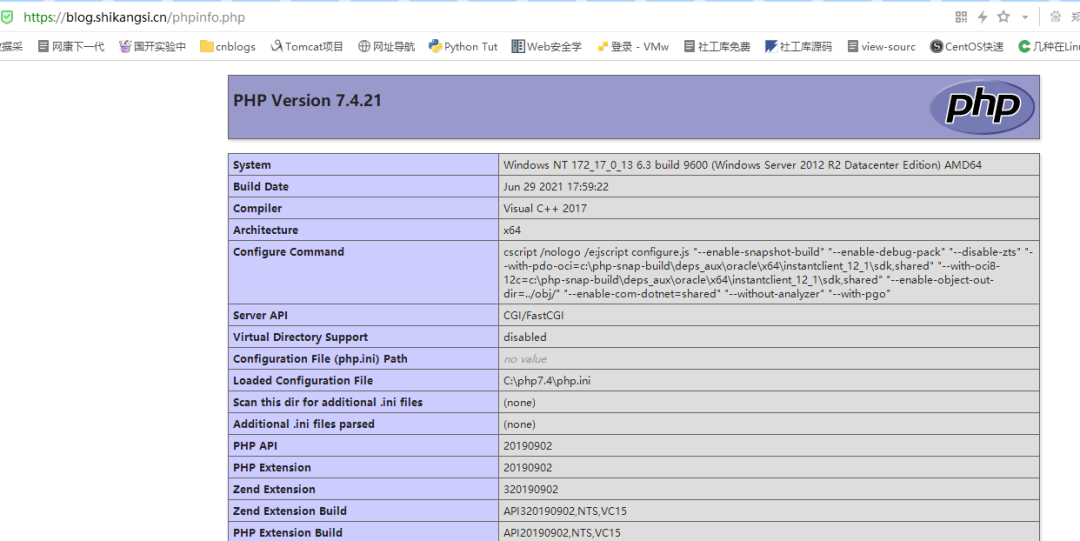 https://blog.shikangsi.cn/phpinfo.php
数据采 网康下一代 国开实验中 cnblogs Tomcat项目 网址导航 Python Tut Web安全学 登录 - VMw 社工库免费 社工库源码 view-sourc CentOS快速 几种在Linu
PHP Version 7.4.21
php
System Windows NT 172_17_0_13 6.3 build 9600 (Windows Server 2012 R2 Datacenter Edition) AMD64
Build Date Jun 29 2021 17:59:22
Compiler Visual C++ 2017
Architecture x64
Configure Command cscript /nologo /e:jscript configure.js "--enable-snapshot-build" "--enable-debug-pack" "--disable-zts" "-
-with-pdo-oci=c:\php-snap-build\deps_aux\oracle\x64\instantclient_12_1\sdk,shared" "--with-oci8-
12c=c:\php-snap-build\deps_aux\oracle\x64\instantclient_12_1\sdk,shared" "--enable-object-out-
dir=../obj/" "--enable-com-dotnet=shared" "--without-analyzer" "--with-pgo"
Server API CGI/FastCGI
Virtual Directory Support disabled
Configuration File (php.ini) Path no value
Loaded Configuration File C:\php7.4\php.ini
Scan this dir for additional .ini files (none)
Additional .ini files parsed (none)
PHP API 20190902
PHP Extension 20190902
Zend Extension 320190902
Zend Extension Build API320190902,NTS,VC15
PHP Extension Build API20190902,NTS,VC15